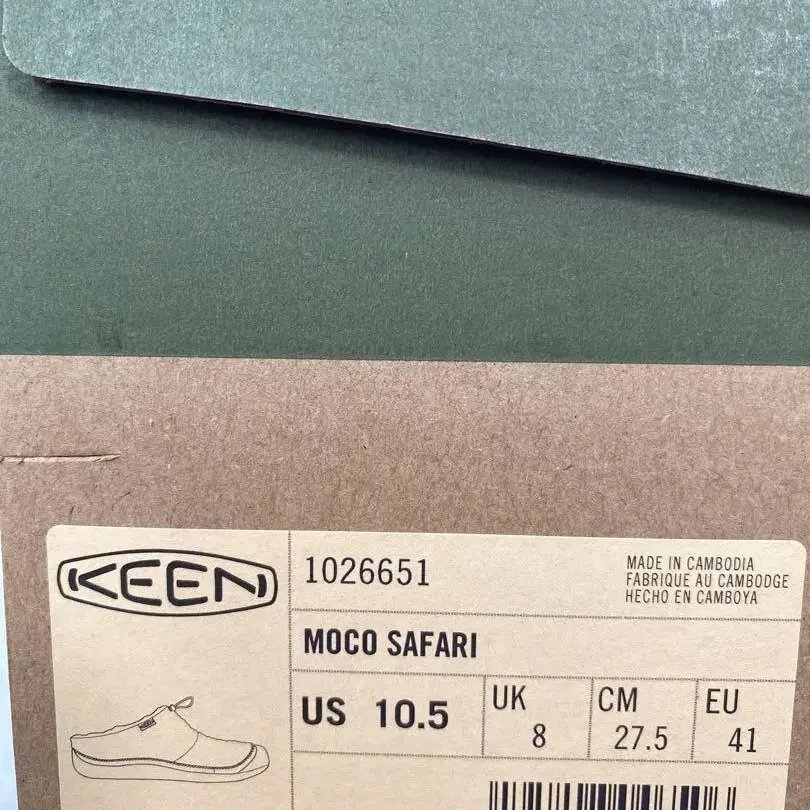 KEEN
1026651
MADE IN CAMBODIA
FABRIQUE AU CAMBODGE
HECHO EN CAMBOYA
MOCO SAFARI
US 10.5
UK 8
CM 27.5
EU 41